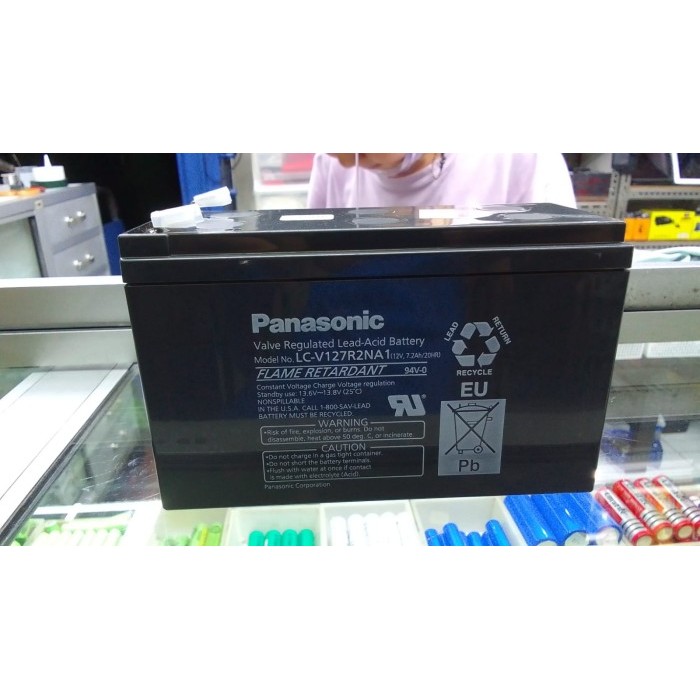 Panasonic
Valve Regulated Lead-Acid Battery
Model No. LC-V127R2NA1 (12V, 7.2Ah/20HR)
FLAME RETARDANT 94V-0
Constant Voltage Charge Voltage regulation
Standby use: 13.6V~13.8V (25°C)
NONSPILLABLE
IN THE U.S.A. CALL 1-800-SAV-LEAD
BATTERY MUST BE RECYCLED.
WARNING
•Risk of fire, explosion, or burns. Do not
disassemble, heat above 50 deg. C, or incinerate
CAUTION
•Do not charge in a gas tight container.
•Do not short the battery terminals.
•Flush with water at once if contact
is made with electrolyte (Acid).
Panasonic Corporation
LEAD
RETURN
RECYCLE
EU
Pb